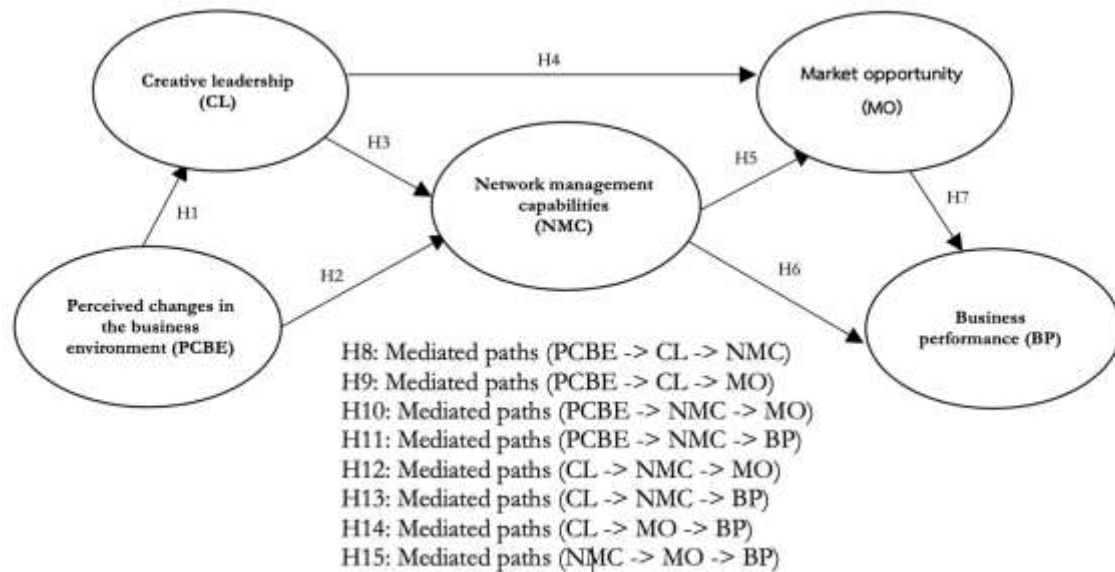 Creative leadership
(CL)
H4
Market opportunity
(MO)
H3
Network management
capabilities
(NMC)
H5
H1
H7
H2
H6
Perceived changes in
the business
environment (PCBE)
Business
performance (BP)
H8: Mediated paths (PCBE -> CL -> NMC)
H9: Mediated paths (PCBE -> CL -> MO)
H10: Mediated paths (PCBE -> NMC -> MO)
H11: Mediated paths (PCBE -> NMC -> BP)
H12: Mediated paths (CL -> NMC -> MO)
H13: Mediated paths (CL -> NMC -> BP)
H14: Mediated paths (CL -> MO -> BP)
H15: Mediated paths (NMC -> MO -> BP)